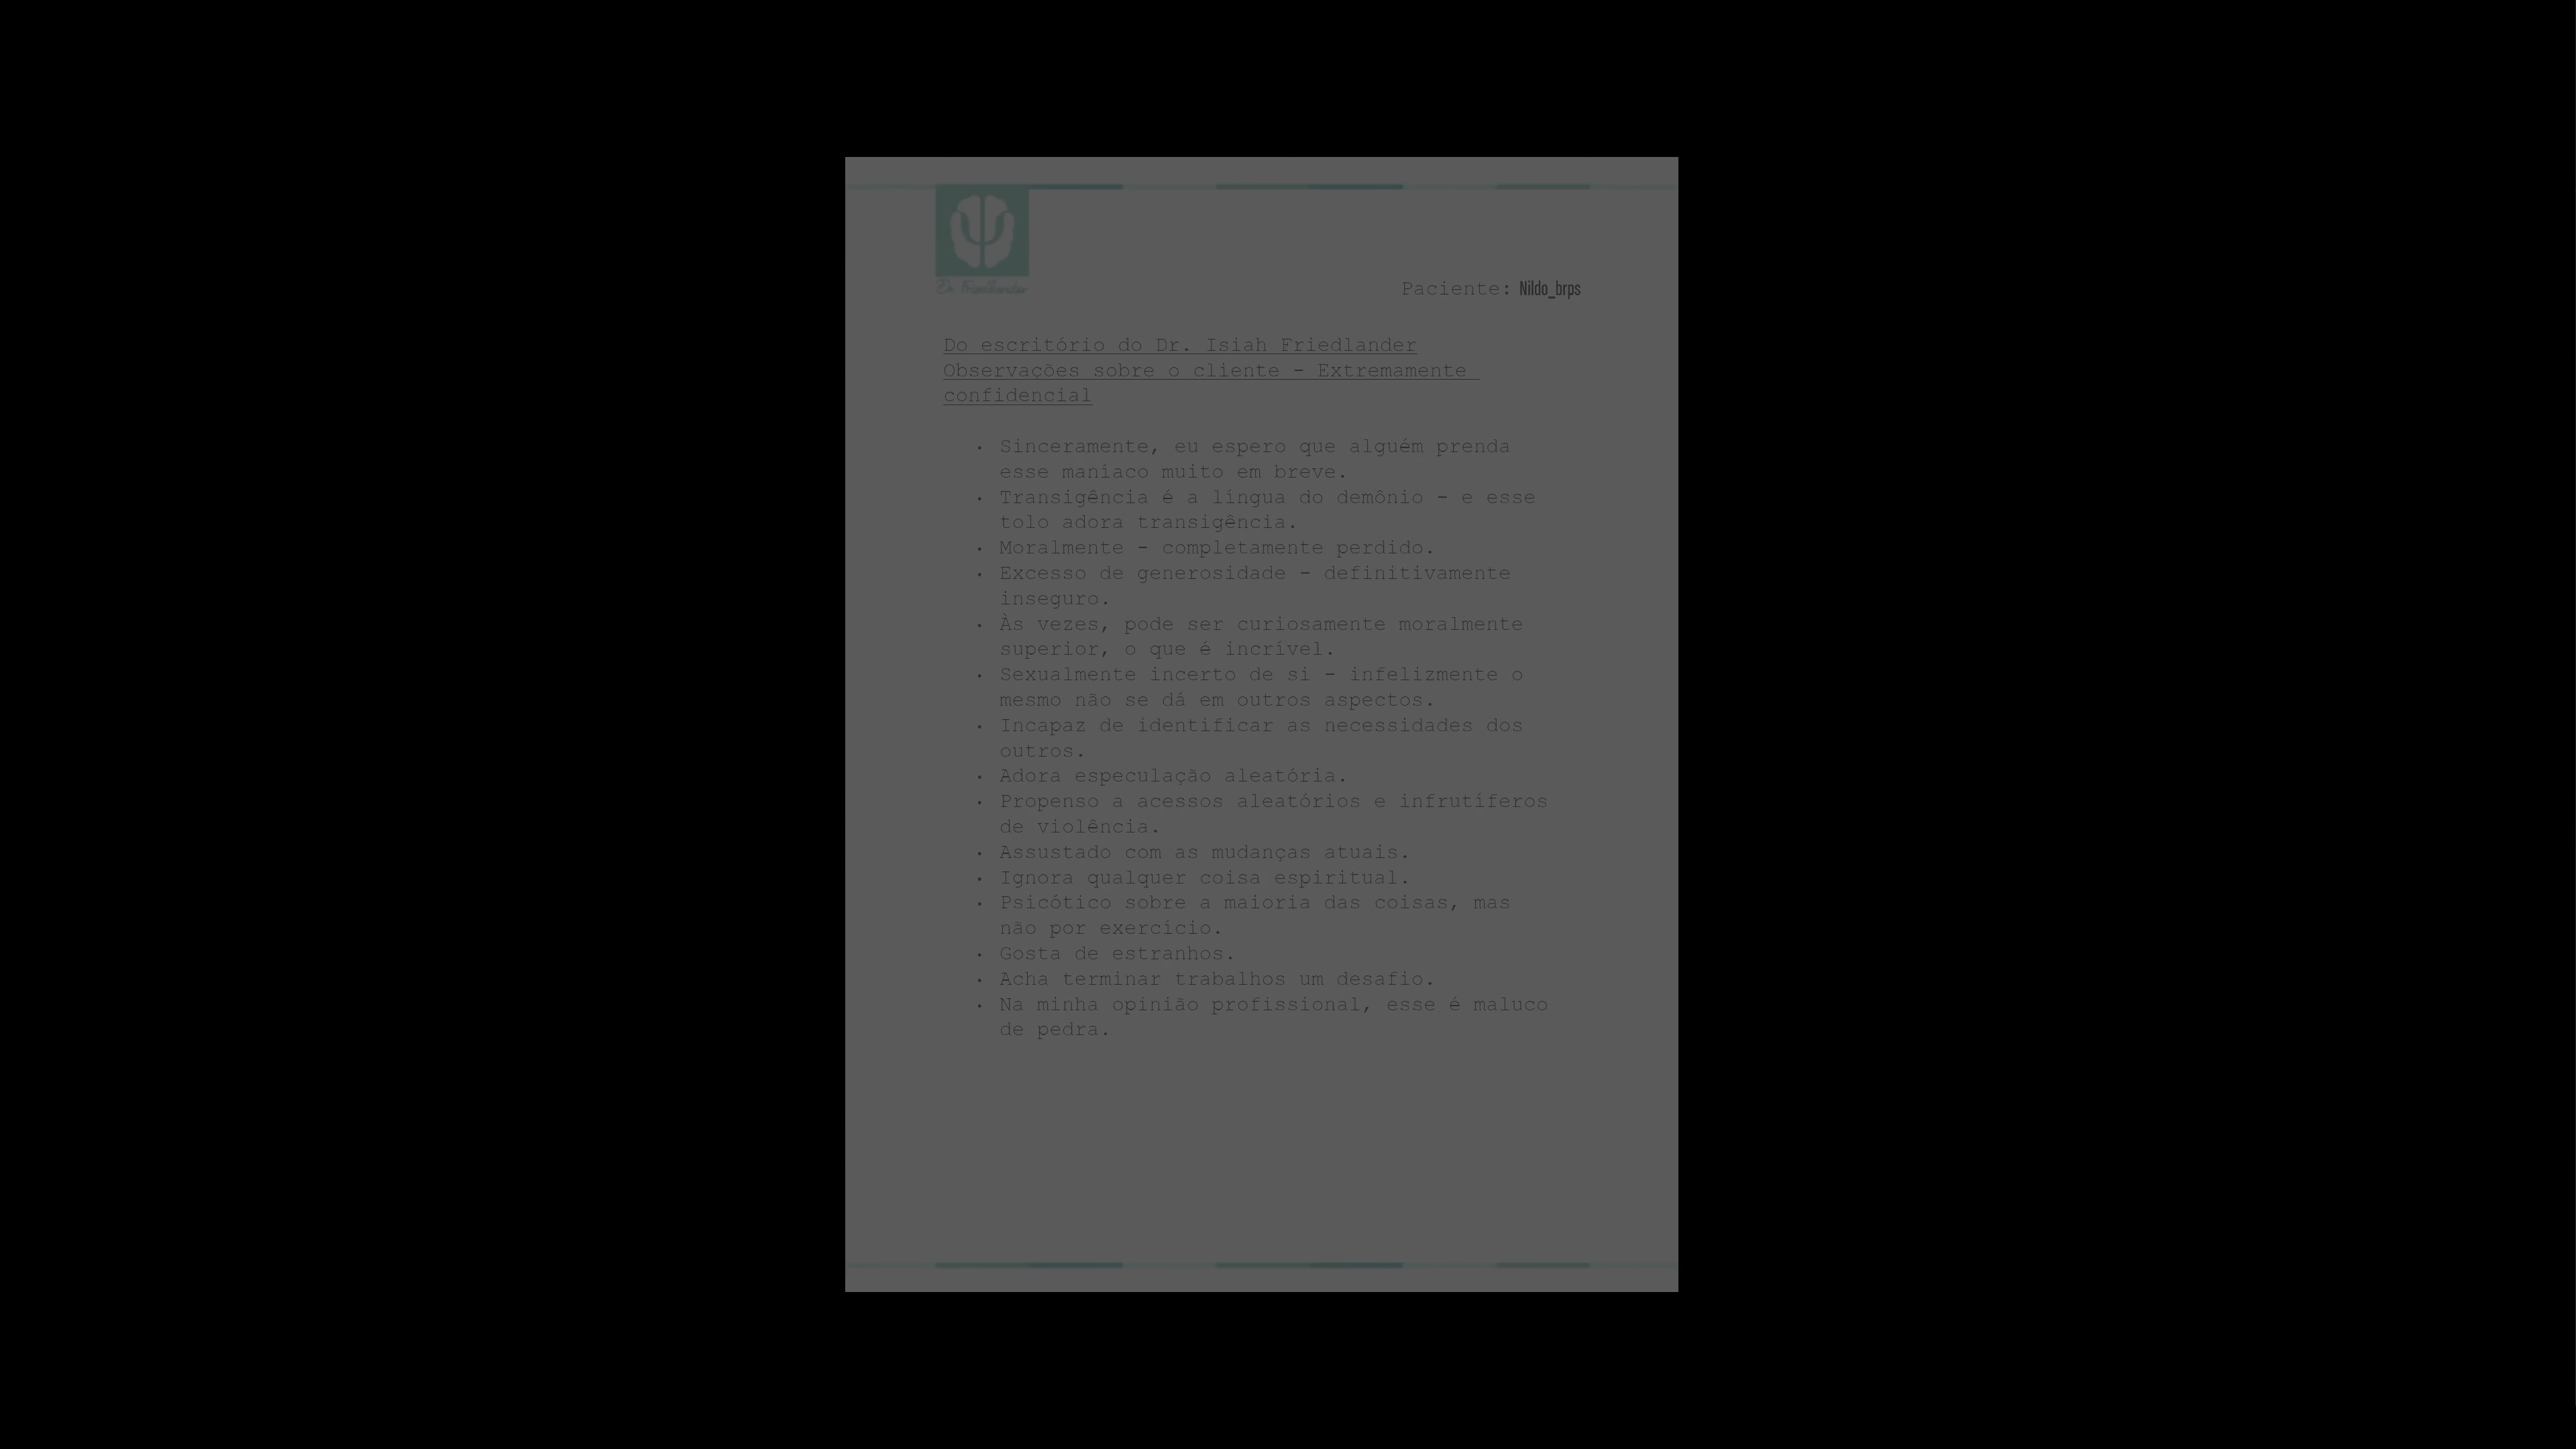 Dr Friedlander
Paciente: Nildo_brps
Do escritório do Dr. Isiah Friedlander
Observações sobre o cliente - Extremamente
confidencial
• Sinceramente, eu espero que alguém prenda
esse maníaco muito em breve.
• Transigência é a língua do demônio - e esse
tolo adora transigência.
• Moralmente - completamente perdido.
• Excesso de generosidade - definitivamente
inseguro.
• Às vezes, pode ser curiosamente moralmente
superior, o que é incrível.
• Sexualmente incerto de si - infelizmente o
mesmo não se dá em outros aspectos.
• Incapaz de identificar as necessidades dos
outros.
• Adora especulação aleatória.
• Propenso a acessos aleatórios e infrutíferos
de violência.
• Assustado com as mudanças atuais.
• Ignora qualquer coisa espiritual.
• Psicótico sobre a maioria das coisas, mas
não por exercício.
• Gosta de estranhos.
• Acha terminar trabalhos um desafio.
• Na minha opinião profissional, esse é maluco
de pedra.